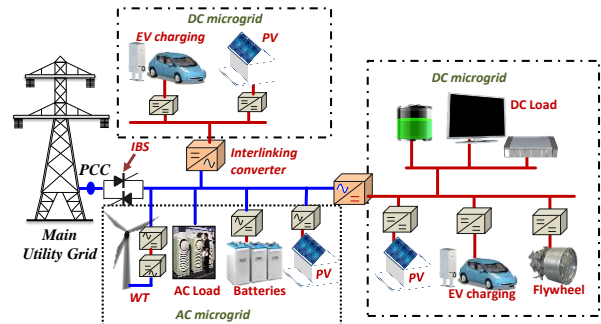 DC microgrid
EV charging
PV
DC microgrid
DC Load
IBS
PCC
Interlinking
converter
Main
Utility Grid
WT
AC Load
Batteries
PV
AC microgrid
PV
EV charging
Flywheel